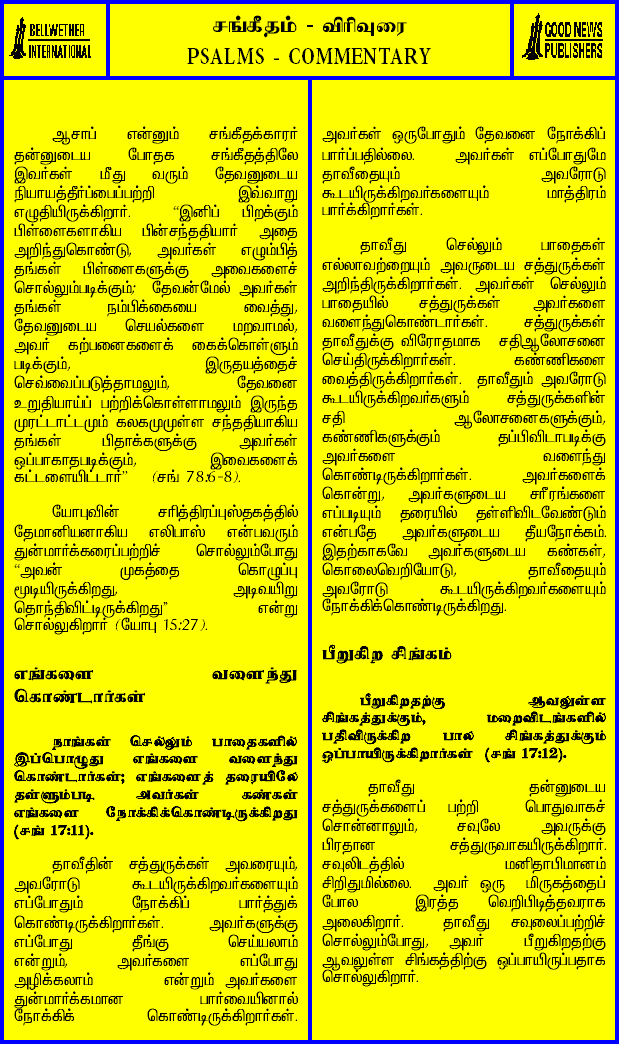 BELLWETHER
INTERNATIONAL
சங்கீதம் - விரிவுரை
PSALMS - COMMENTARY
GOOD NEWS
PUBLISHERS
ஆசாப் என்னும் சங்கீதக்காரர்
தன்னுடைய போதக சங்கீதத்திலே
இவர்கள் மீது வரும் தேவனுடைய
நியாயத்தீர்ப்பைப்பற்றி இவ்வாறு
எழுதியிருக்கிறார். “இனிப் பிறக்கும்
பிள்ளைகளாகிய பின்சந்ததியார் அதை
அறிந்துகொண்டு, அவர்கள் எழும்பித்
தங்கள் பிள்ளைகளுக்கு அவைகளைச்
சொல்லும்படிக்கும்; தேவன்மேல் அவர்கள்
தங்கள் நம்பிக்கையை வைத்து,
தேவனுடைய செயல்களை மறவாமல்,
அவர் கற்பனைகளைக் கைக்கொள்ளும்
படிக்கும், இருதயத்தைச்
செவ்வைப்படுத்தாமலும், தேவனை
உறுதியாய்ப் பற்றிக்கொள்ளாமலும் இருந்த
முரட்டாட்டமும் கலகமுமுள்ள சந்ததியாகிய
தங்கள் பிதாக்களுக்கு அவர்கள்
ஒப்பாகாதபடிக்கும், இவைகளைக்
கட்டளையிட்டார்” (சங் 78:6-8).
யோபுவின் சரித்திரப்புஸ்தகத்தில்
தேமானியனாகிய எலிபாஸ் என்பவரும்
துன்மார்க்கரைப்பற்றிச் சொல்லும்போது
“அவன் முகத்தை கொழுப்பு
மூடியிருக்கிறது, அடிவயிறு
தொந்திவிட்டிருக்கிறது” என்று
சொல்லுகிறார் (யோபு 15:27).
எங்களை வளைந்து
கொண்டார்கள்
நாங்கள் செல்லும் பாதைகளில்
இப்பொழுது எங்களை வளைந்து
கொண்டார்கள்; எங்களைத் தரையிலே
தள்ளும்படி அவர்கள் கண்கள்
எங்களை நோக்கிக்கொண்டிருக்கிறது
(சங் 17:11).
தாவீதின் சத்துருக்கள் அவரையும்,
அவரோடு கூடயிருக்கிறவர்களையும்
எப்போதும் நோக்கிப் பார்த்துக்
கொண்டிருக்கிறார்கள். அவர்களுக்கு
எப்போது தீங்கு செய்யலாம்
என்றும், அவர்களை எப்போது
அழிக்கலாம் என்றும் அவர்களை
துன்மார்க்கமான பார்வையினால்
நோக்கிக் கொண்டிருக்கிறார்கள்.
அவர்கள் ஒருபோதும் தேவனை நோக்கிப்
பார்ப்பதில்லை. அவர்கள் எப்போதுமே
தாவீதையும் அவரோடு
கூடயிருக்கிறவர்களையும் மாத்திரம்
பார்க்கிறார்கள்.
தாவீது செல்லும் பாதைகள்
எல்லாவற்றையும் அவருடைய சத்துருக்கள்
அறிந்திருக்கிறார்கள். அவர்கள் செல்லும்
பாதையில் சத்துருக்கள் அவர்களை
வளைந்துகொண்டார்கள். சத்துருக்கள்
தாவீதுக்கு விரோதமாக சதிஆலோசனை
செய்திருக்கிறார்கள். கண்ணிகளை
வைத்திருக்கிறார்கள். தாவீதும் அவரோடு
கூடயிருக்கிறவர்களும் சத்துருக்களின்
சதி ஆலோசனைகளுக்கும்,
கண்ணிகளுக்கும் தப்பிவிடாபடிக்கு
அவர்களை வளைந்து
கொண்டிருக்கிறார்கள். அவர்களைக்
கொன்று, அவர்களுடைய சரீரங்களை
எப்படியும் தரையில் தள்ளிவிடவேண்டும்
என்பதே அவர்களுடைய தீயநோக்கம்.
இதற்காகவே அவர்களுடைய கண்கள்,
கொலைவெறியோடு, தாவீதையும்
அவரோடு கூடயிருக்கிறவர்களையும்
நோக்கிக்கொண்டிருக்கிறது.
பீறுகிற சிங்கம்
பீறுகிறதற்கு ஆவலுள்ள
சிங்கத்துக்கும், மறைவிடங்களில்
பதிவிருக்கிற பால சிங்கத்துக்கும்
ஒப்பாயிருக்கிறார்கள் (சங் 17:12).
தாவீது தன்னுடைய
சத்துருக்களைப் பற்றி பொதுவாகச்
சொன்னாலும், சவுலே அவருக்கு
பிரதான சத்துருவாகயிருக்கிறார்.
சவுலிடத்தில் மனிதாபிமானம்
சிறிதுமில்லை. அவர் ஒரு மிருகத்தைப்
போல இரத்த வெறிபிடித்தவராக
அலைகிறார். தாவீது சவுலைப்பற்றிச்
சொல்லும்போது, அவர் பீறுகிறதற்கு
ஆவலுள்ள சிங்கத்திற்கு ஒப்பாயிருப்பதாக
சொல்லுகிறார்.